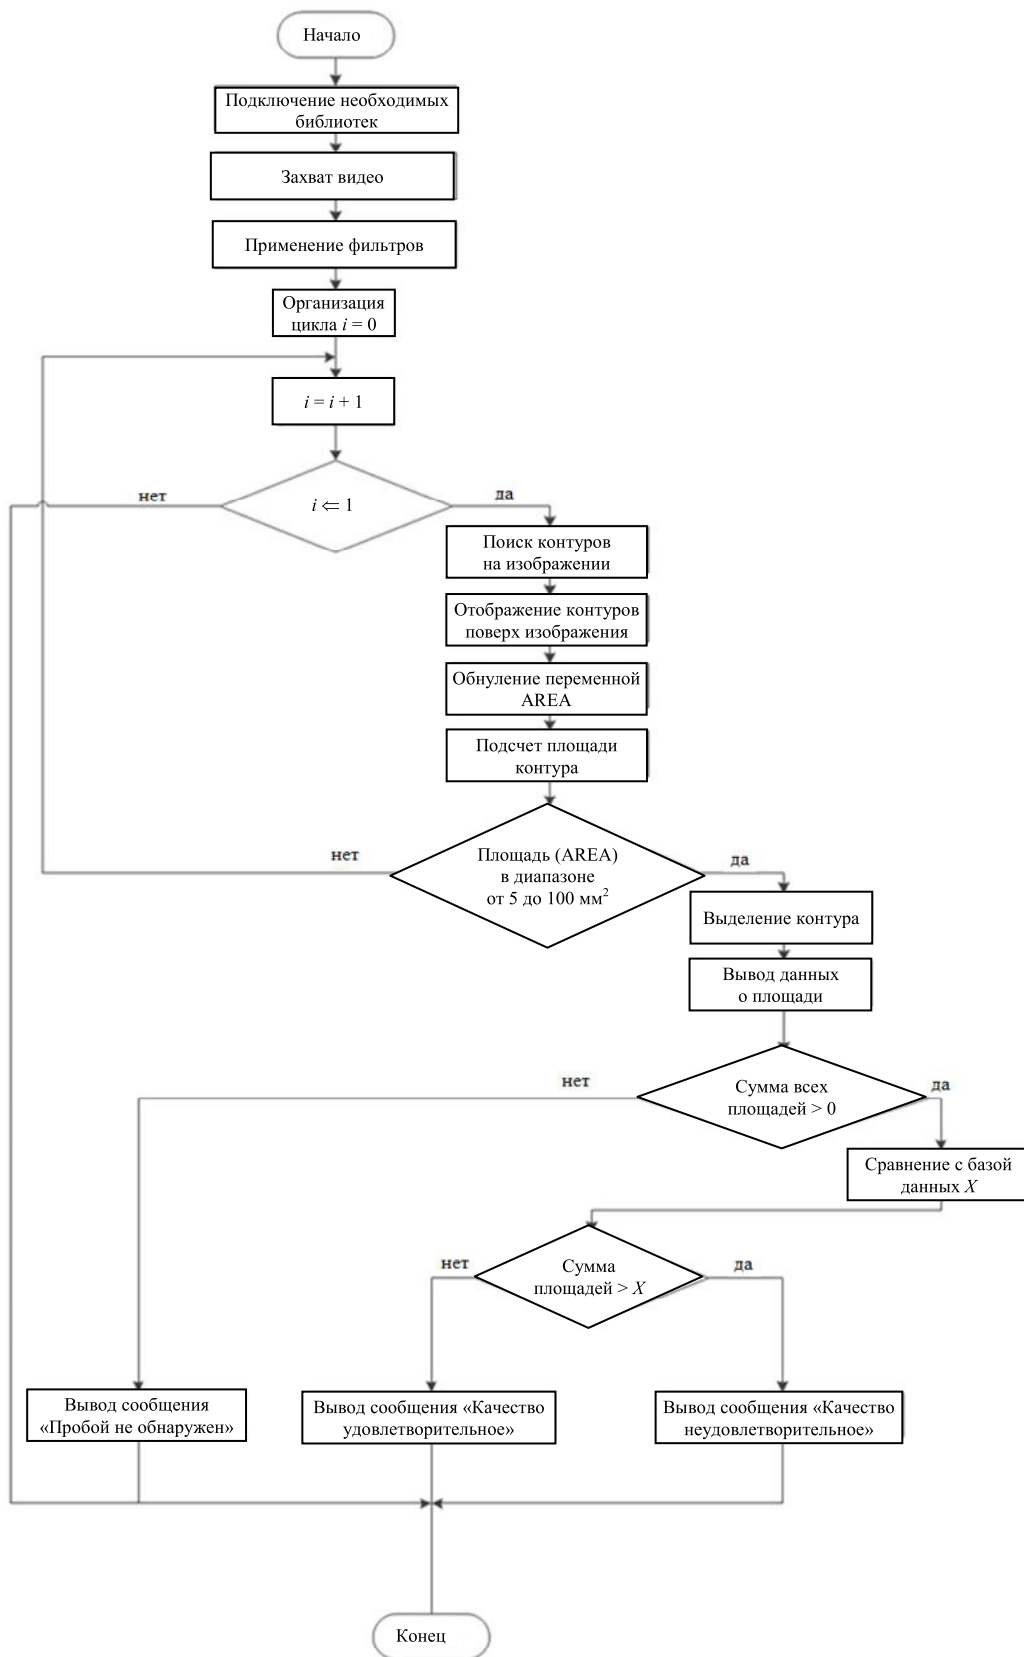 Начало
Подключение необходимых
библиотек
Захват видео
Применение фильтров
Организация
цикла i = 0
i = i + 1
нет
i ⇐ 1
да
Поиск контуров
на изображении
Отображение контуров
поверх изображения
Обнуление переменной
AREA
Подсчет площади
контура
нет
Площадь (AREA)
в диапазоне
от 5 до 100 мм²
да
Выделение контура
Вывод данных
о площади
нет
Сумма всех
площадей > 0
да
Сравнение с базой
данных X
нет
Сумма
площадей > X
да
Вывод сообщения
«Пробой не обнаружен»
Вывод сообщения «Качество
удовлетворительное»
Вывод сообщения «Качество
неудовлетворительное»
Конец